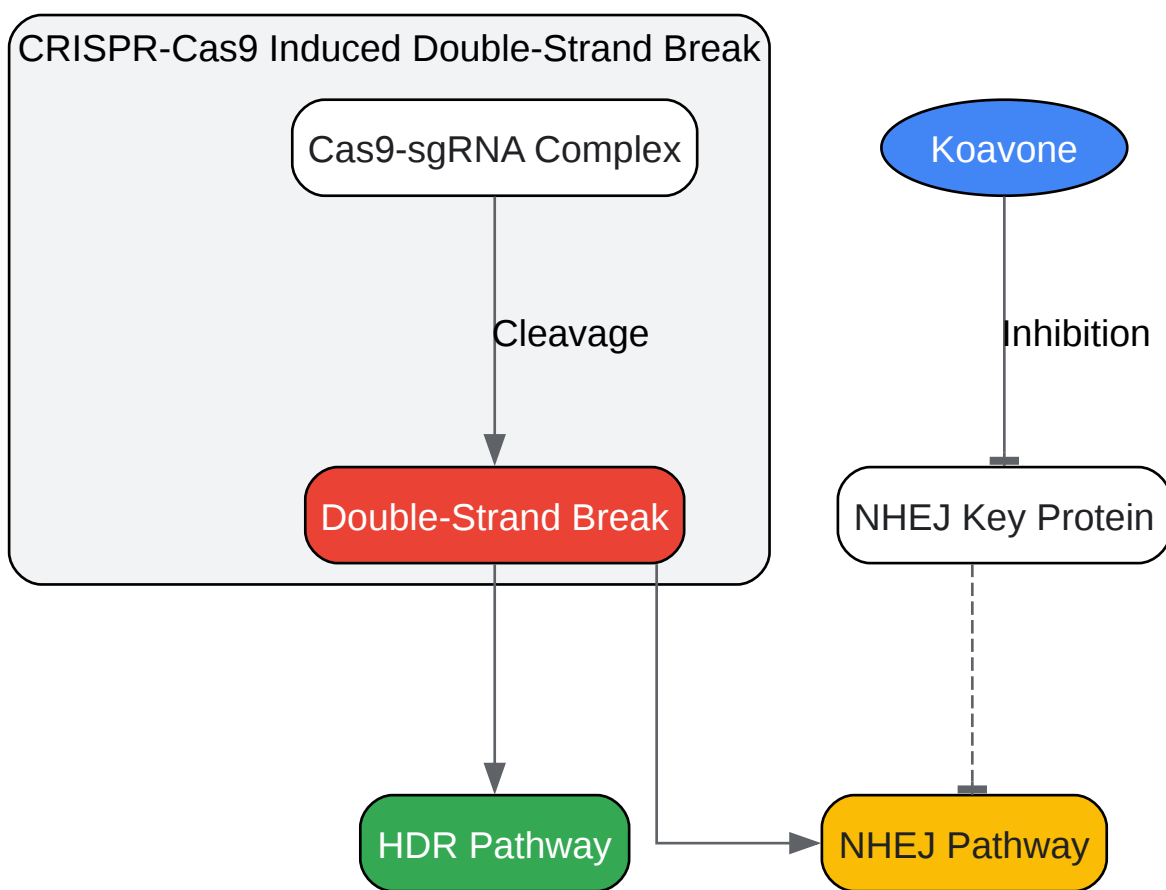 CRISPR-Cas9 Induced Double-Strand Break
Cas9-sgRNA Complex
Koavone
Cleavage
Inhibition
Double-Strand Break
NHEJ Key Protein
HDR Pathway
NHEJ Pathway